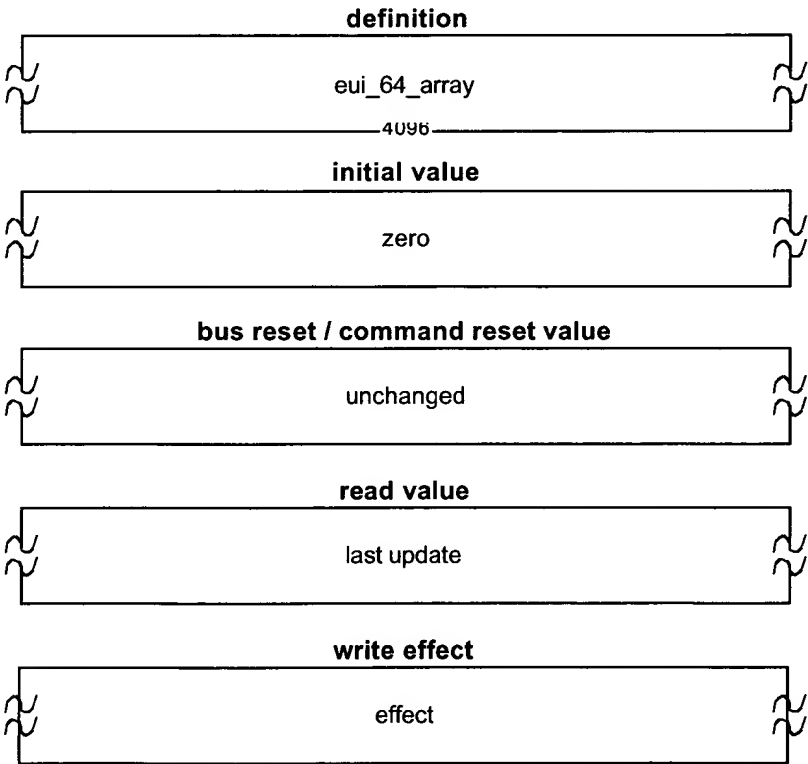 definition
eui_64_array
4096
initial value
zero
bus reset / command reset value
unchanged
read value
last update
write effect
effect